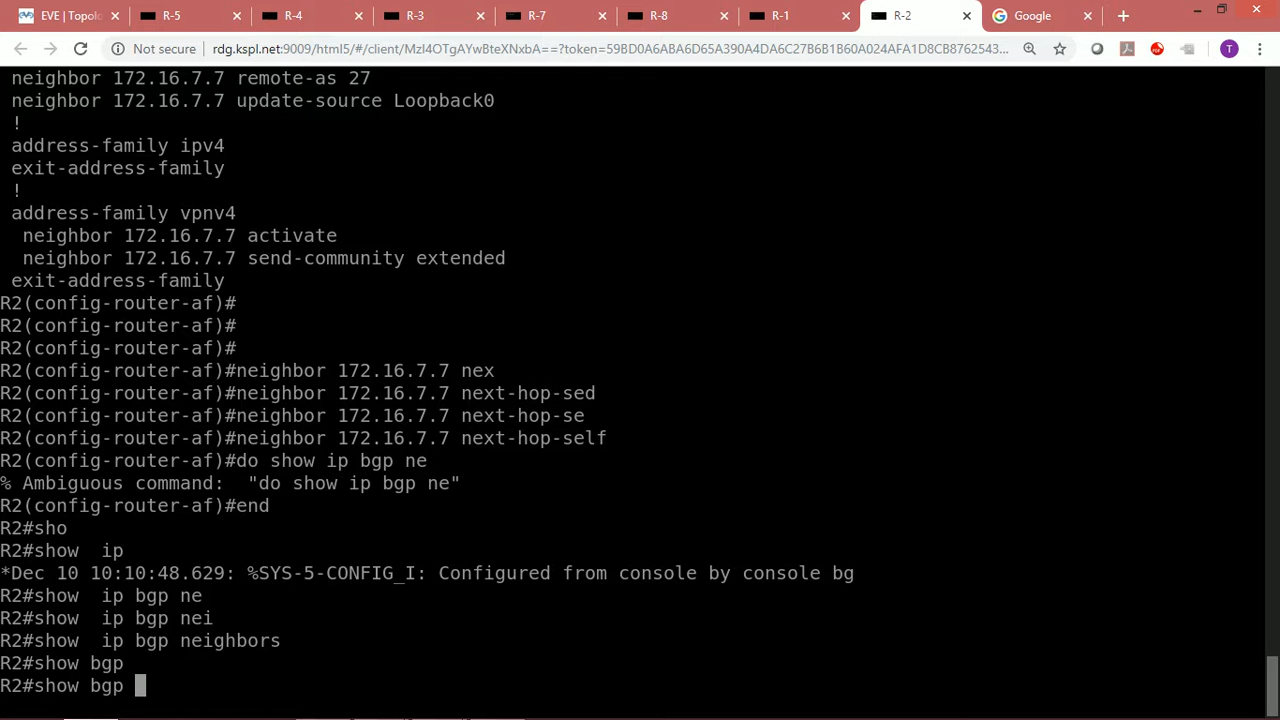 EVE | Topolo
R-5
R-4
R-3
R-7
R-8
R-1
R-2
Google
Not secure
rdg.kspl.net:9009/html5/#/client/MzI4OTgAYwBteXNxbA==?token=59BD0A6ABA6D65A390A4DA6C27B6B1B60A024AFA1D8CB8762543...
T
neighbor 172.16.7.7 remote-as 27
neighbor 172.16.7.7 update-source Loopback0
!
address-family ipv4
exit-address-family
!
address-family vpnv4
neighbor 172.16.7.7 activate
neighbor 172.16.7.7 send-community extended
exit-address-family
R2(config-router-af)#
R2(config-router-af)#
R2(config-router-af)#
R2(config-router-af)#neighbor 172.16.7.7 nex
R2(config-router-af)#neighbor 172.16.7.7 next-hop-sed
R2(config-router-af)#neighbor 172.16.7.7 next-hop-se
R2(config-router-af)#neighbor 172.16.7.7 next-hop-self
R2(config-router-af)#do show ip bgp ne
% Ambiguous command:  "do show ip bgp ne"
R2(config-router-af)#end
R2#sho
R2#show  ip
*Dec 10 10:10:48.629: %SYS-5-CONFIG_I: Configured from console by console bg
R2#show  ip bgp ne
R2#show  ip bgp nei
R2#show  ip bgp neighbors
R2#show bgp
R2#show bgp